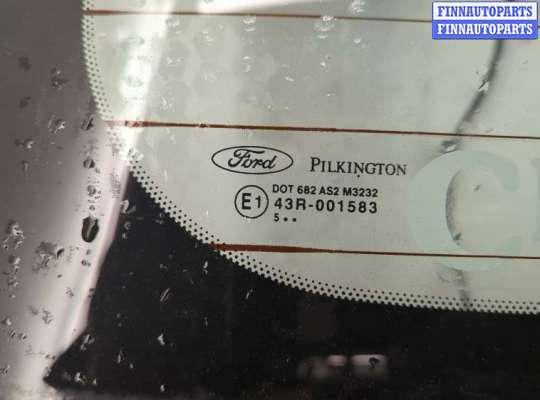 FINNAUTOPARTS
FINNAUTOPARTS
Ford PILKINGTON
DOT 682 AS2 M3232
E1 43R-001583
5 ••